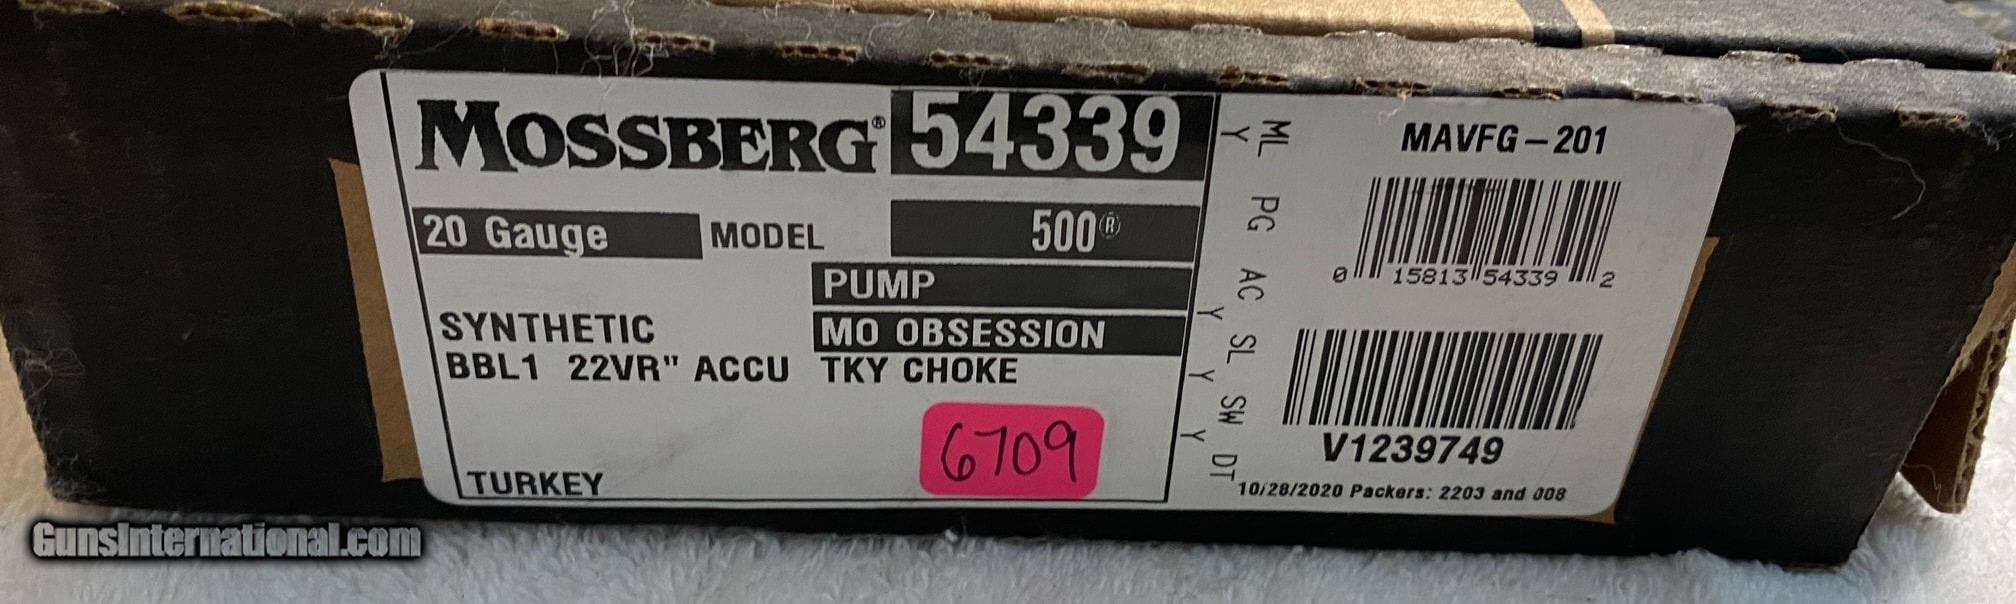 MOSSBERG® 54339
20 Gauge MODEL 500®
PUMP
SYNTHETIC MO OBSESSION
BBL1 22VR" ACCU TKY CHOKE
6709
TURKEY
ML PG AC SL SW DT
Y Y Y Y
MAVFG-201
0 15813 54339 2
V1239749
10/28/2020 Packers: 2203 and 008
GunsInternational.com